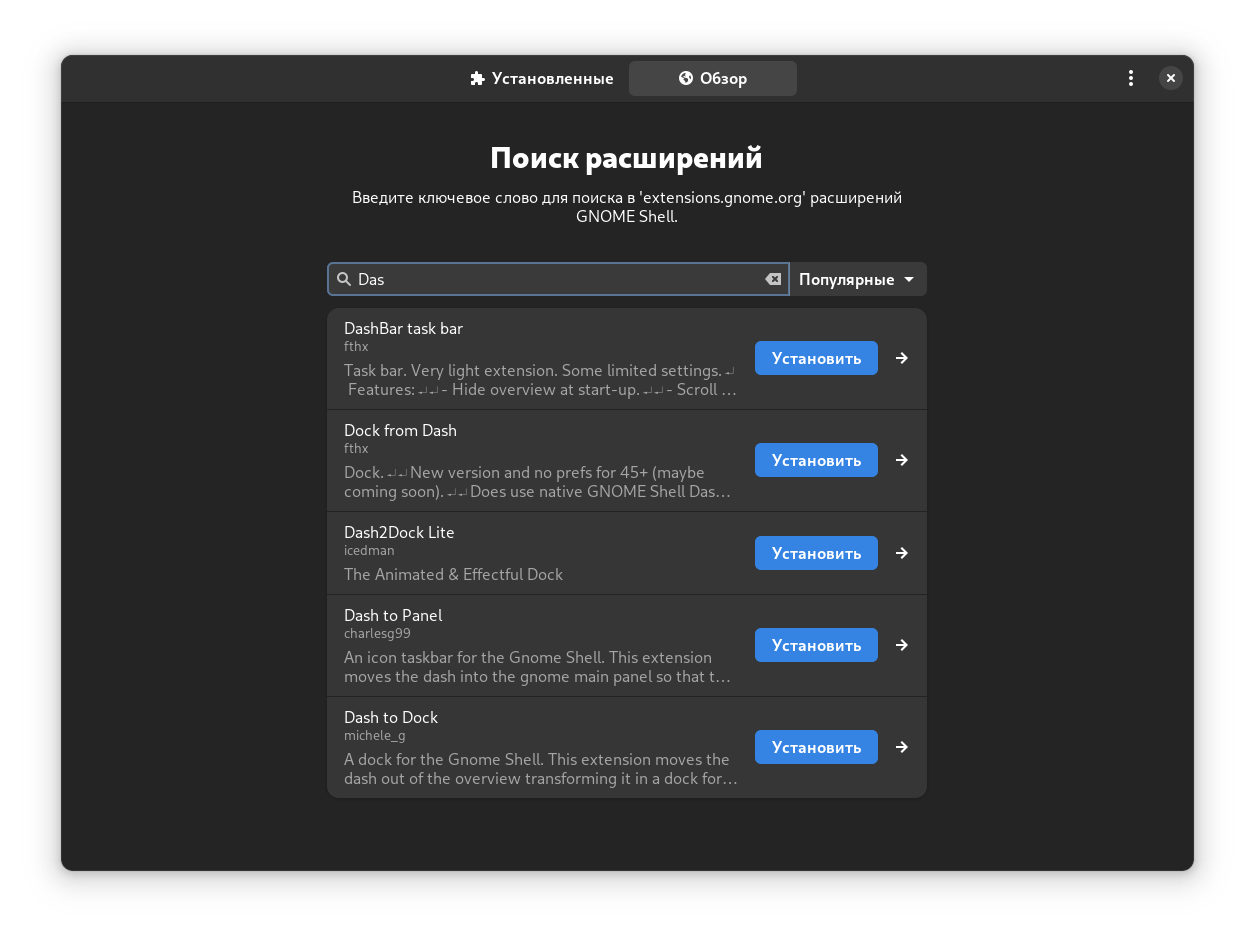 Установленные
Обзор
Поиск расширений
Введите ключевое слово для поиска в 'extensions.gnome.org' расширений
GNOME Shell.
Das
Популярные
DashBar task bar
fthx
Task bar. Very light extension. Some limited settings.↵
Features:↵↵- Hide overview at start-up.↵↵- Scroll …
Установить
Dock from Dash
fthx
Dock.↵↵New version and no prefs for 45+ (maybe
coming soon).↵↵Does use native GNOME Shell Das…
Установить
Dash2Dock Lite
icedman
The Animated & Effectful Dock
Установить
Dash to Panel
charlesg99
An icon taskbar for the Gnome Shell. This extension
moves the dash into the gnome main panel so that t…
Установить
Dash to Dock
michele_g
A dock for the Gnome Shell. This extension moves the
dash out of the overview transforming it in a dock for…
Установить